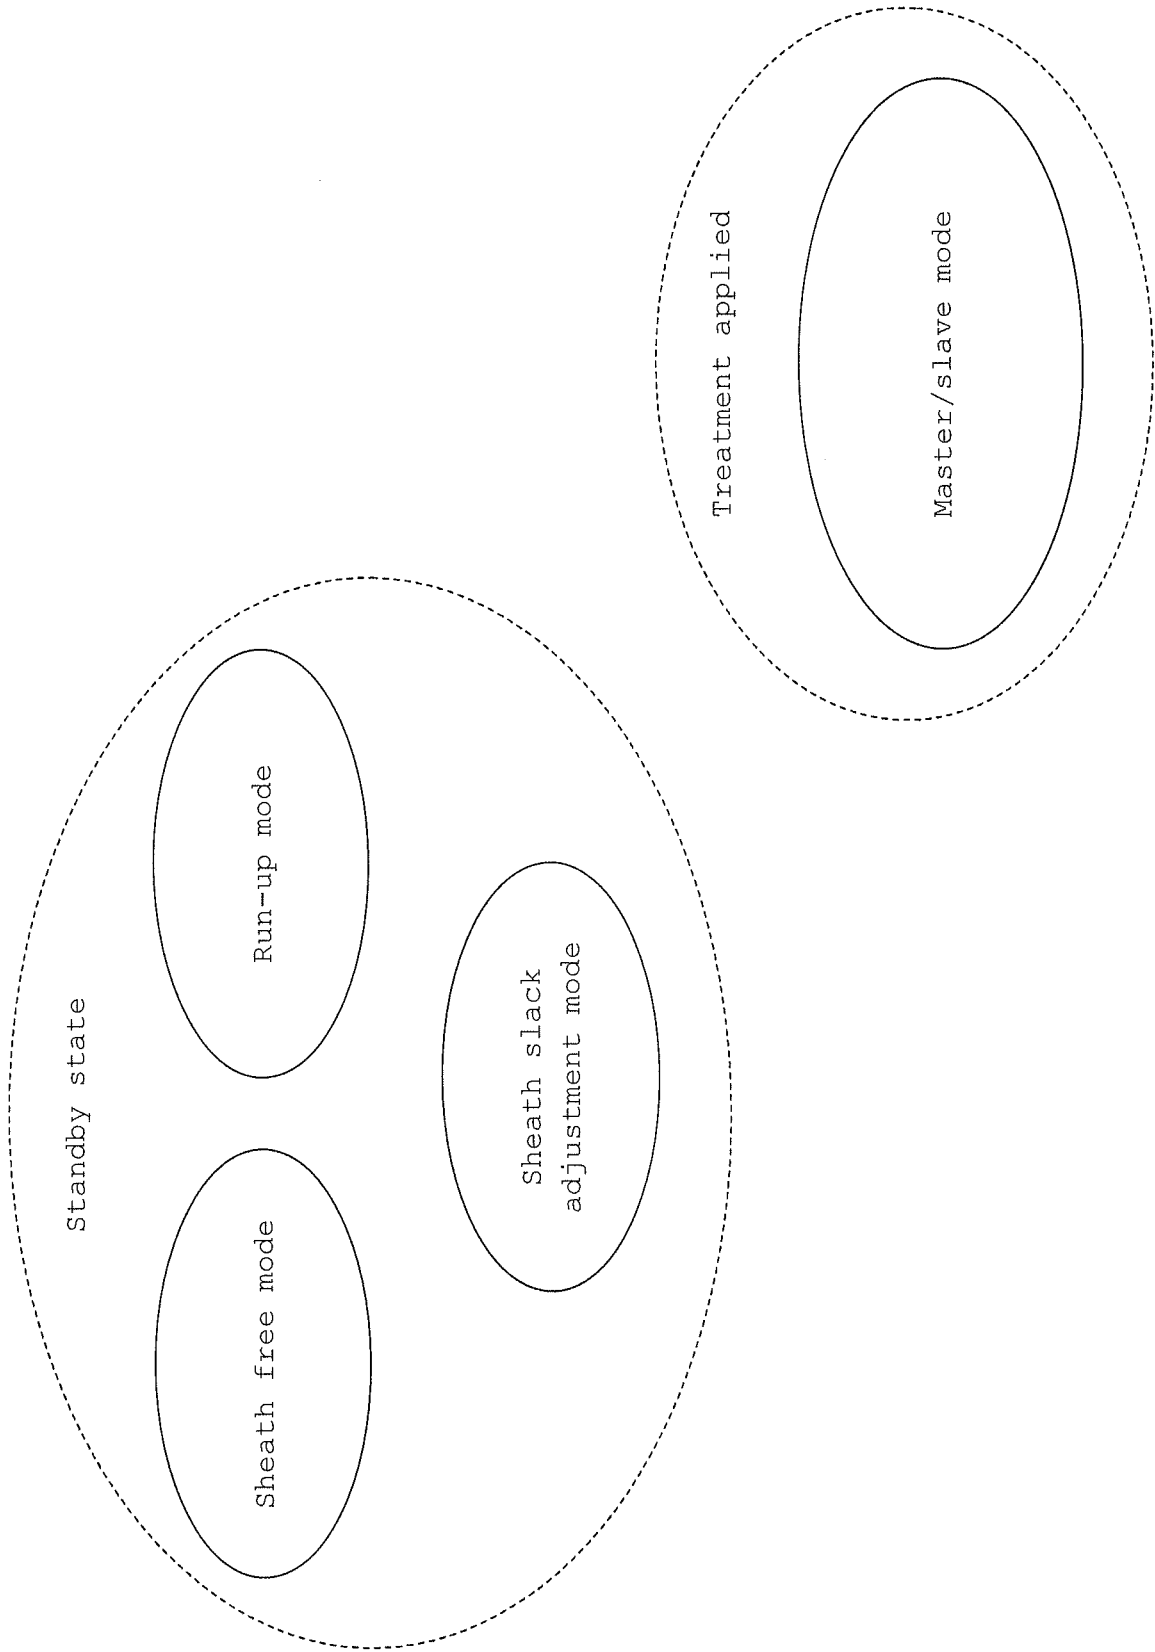 Standby state
Sheath free mode
Run-up mode
Sheath slack
adjustment mode
Treatment applied
Master/slave mode